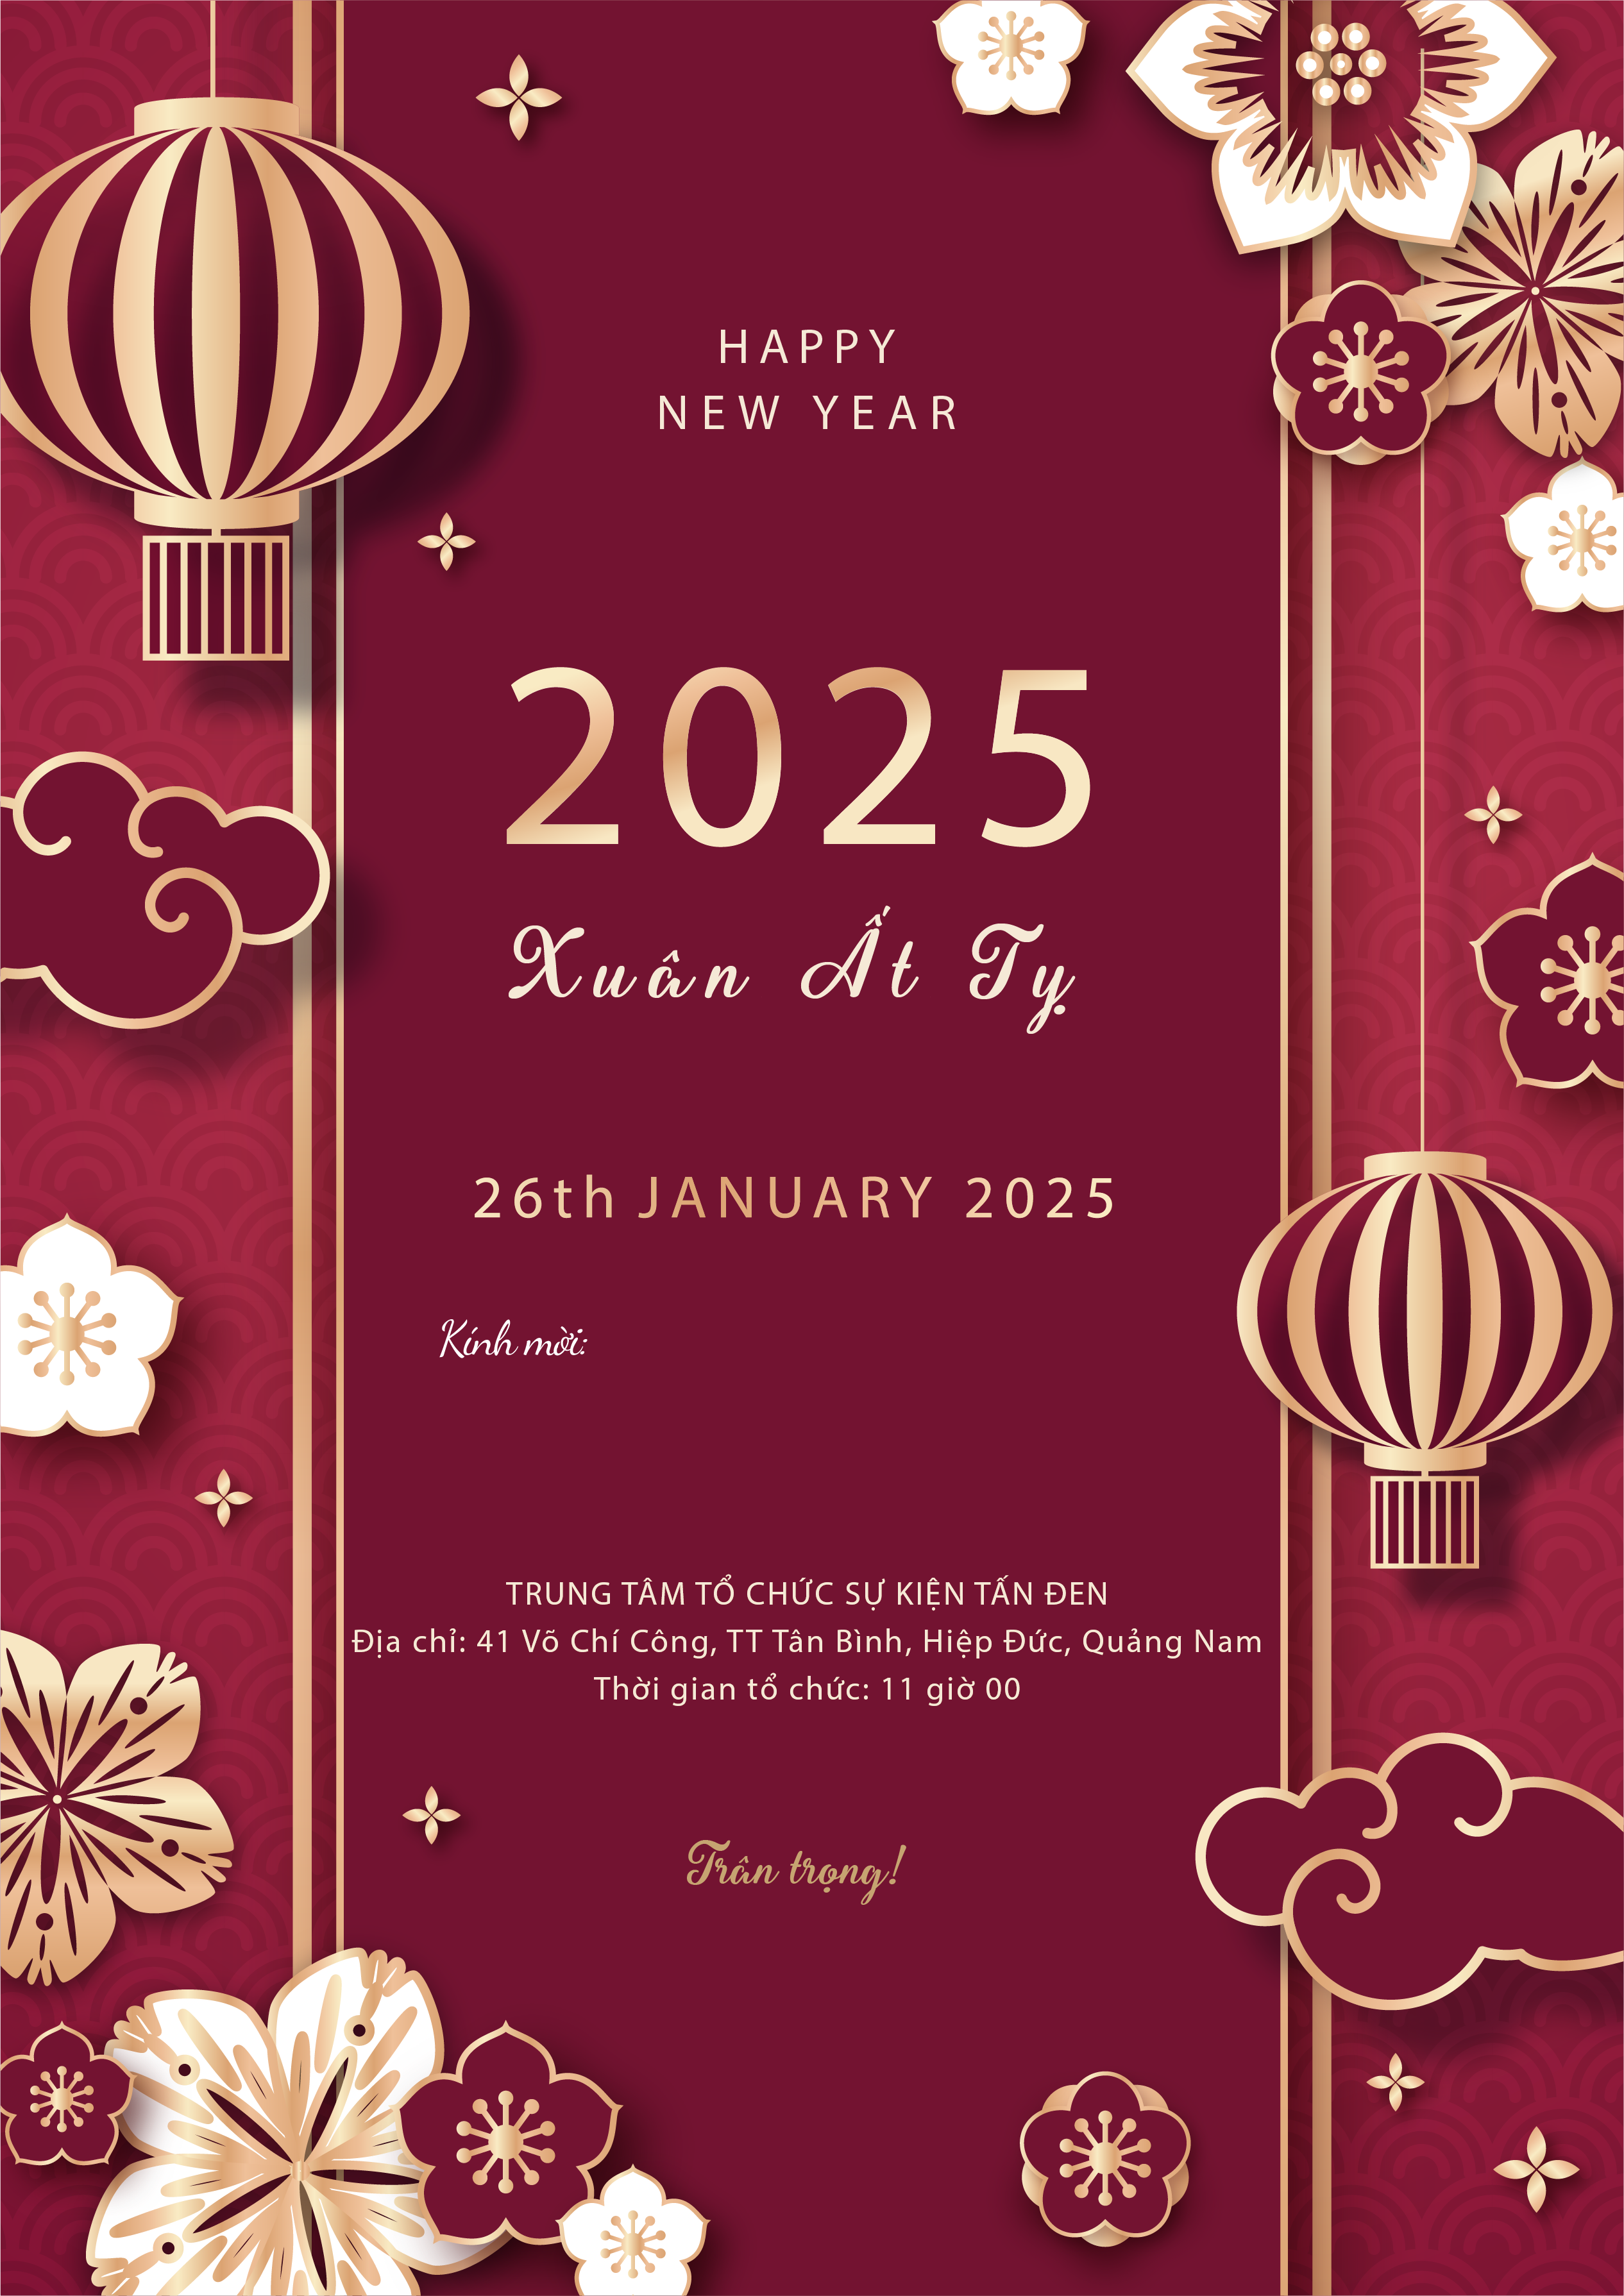 HAPPY
NEW YEAR
2025
Xuân Ất Tỵ
26th JANUARY 2025
Kính mời:
TRUNG TÂM TỔ CHỨC SỰ KIỆN TẤN ĐEN
Địa chỉ: 41 Võ Chí Công, TT Tân Bình, Hiệp Đức, Quảng Nam
Thời gian tổ chức: 11 giờ 00
Trân trọng!